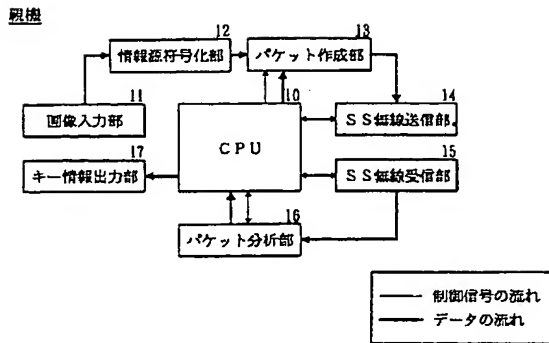 親機
12
情報源符号化部
13
パケット作成部
11
画像入力部
10
CPU
14
SS無線送信部
17
キー情報出力部
15
SS無線受信部
16
パケット分析部
制御信号の流れ
データの流れ